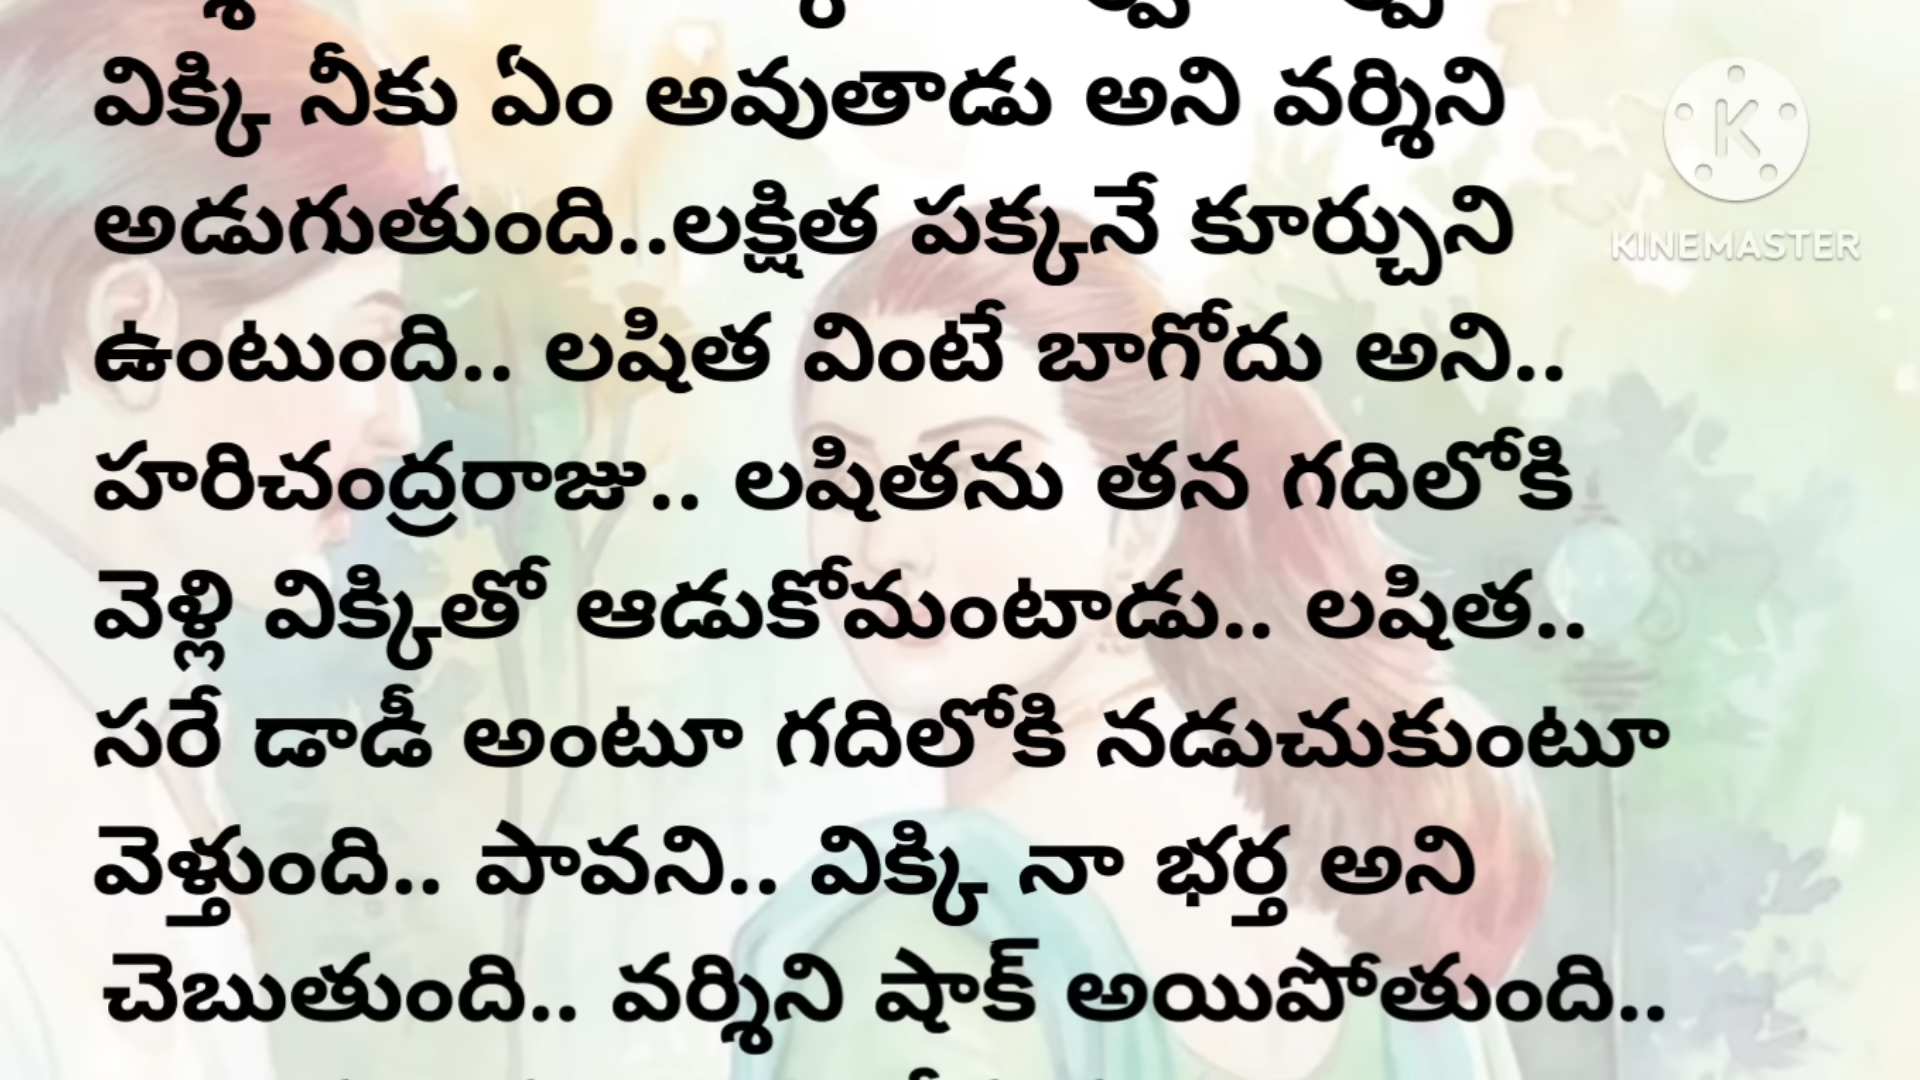 విక్కి నీకు ఏం అవుతాడు అని వర్శిని
అడుగుతుంది..లక్షిత పక్కనే కూర్చుని
ఉంటుంది.. లషిత వింటే బాగోదు అని..
హరిచంద్రరాజు.. లషితను తన గదిలోకి
వెళ్లి విక్కితో ఆడుకోమంటాడు.. లషిత..
సరే డాడీ అంటూ గదిలోకి నడుచుకుంటూ
వెళ్తుంది.. పావని.. విక్కి నా భర్త అని
చెబుతుంది.. వర్శిని షాక్ అయిపోతుంది..
K
KINEMASTER